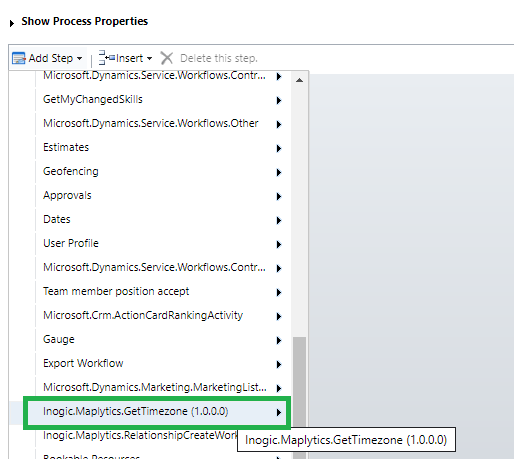 Show Process Properties
Add Step Insert Delete this step.
Microsoft.Dynamics.Service.Workflows.Contr...
GetMyChangedSkills
Microsoft.Dynamics.Service.Workflows.Other
Estimates
Geofencing
Approvals
Dates
User Profile
Microsoft.Dynamics.Service.Workflows.Contr...
Team member position accept
Microsoft.Crm.ActionCardRankingActivity
Gauge
Export Workflow
Microsoft.Dynamics.Marketing.MarketingList...
Inogic.Maplytics.GetTimezone (1.0.0.0)
Inogic.Maplytics.RelationshipCreateWork
Inogic.Maplytics.GetTimezone (1.0.0.0)
Bookable Resources